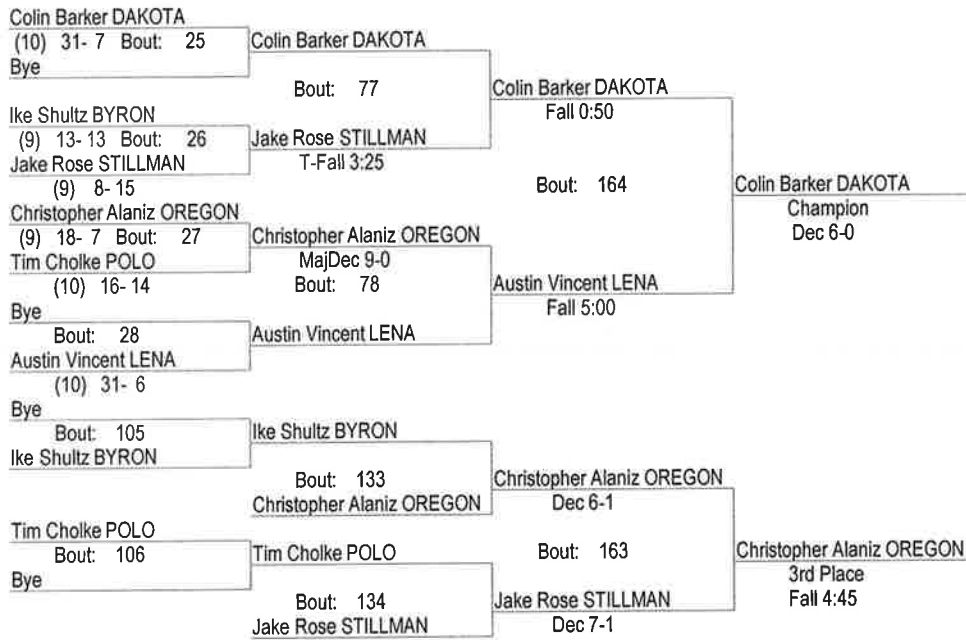 Colin Barker DAKOTA
(10) 31- 7 Bout: 25
Bye
Ike Shultz BYRON
(9) 13- 13 Bout: 26
Jake Rose STILLMAN
(9) 8- 15
Christopher Alaniz OREGON
(9) 18- 7 Bout: 27
Tim Cholke POLO
(10) 16- 14
Bye
Bout: 28
Austin Vincent LENA
(10) 31- 6
Bye
Bout: 105
Ike Shultz BYRON
Tim Cholke POLO
Bout: 106
Bye
Colin Barker DAKOTA
Bout: 77
Jake Rose STILLMAN
T-Fall 3:25
Christopher Alaniz OREGON
MajDec 9-0
Bout: 78
Austin Vincent LENA
Ike Shultz BYRON
Bout: 133
Christopher Alaniz OREGON
Tim Cholke POLO
Bout: 134
Jake Rose STILLMAN
Colin Barker DAKOTA
Fall 0:50
Bout: 164
Austin Vincent LENA
Fall 5:00
Christopher Alaniz OREGON
Dec 6-1
Bout: 163
Jake Rose STILLMAN
Dec 7-1
Colin Barker DAKOTA
Champion
Dec 6-0
Christopher Alaniz OREGON
3rd Place
Fall 4:45